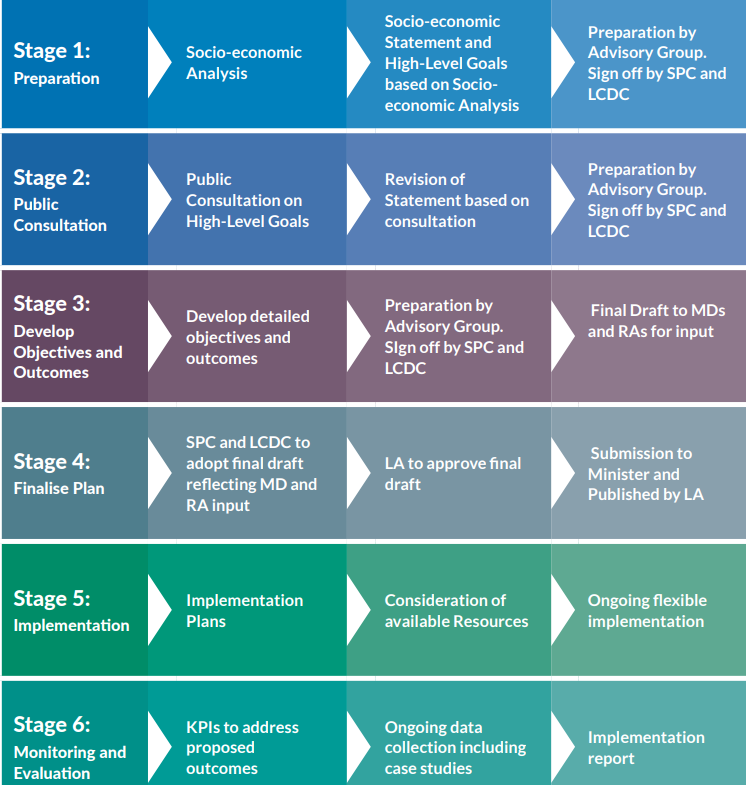 Stage 1:
Preparation
Socio-economic
Analysis
Socio-economic
Statement and
High-Level Goals
based on Socio-
economic Analysis
Preparation by
Advisory Group.
Sign off by SPC and
LCDC
Stage 2:
Public
Consultation
Public
Consultation on
High-Level Goals
Revision of
Statement based on
consultation
Preparation by
Advisory Group.
Sign off by SPC and
LCDC
Stage 3:
Develop
Objectives and
Outcomes
Develop detailed
objectives and
outcomes
Preparation by
Advisory Group.
SIgn off by SPC and
LCDC
Final Draft to MDs
and RAs for input
Stage 4:
Finalise Plan
SPC and LCDC to
adopt final draft
reflecting MD and
RA input
LA to approve final
draft
Submission to
Minister and
Published by LA
Stage 5:
Implementation
Implementation
Plans
Consideration of
available Resources
Ongoing flexible
implementation
Stage 6:
Monitoring and
Evaluation
KPIs to address
proposed
outcomes
Ongoing data
collection including
case studies
Implementation
report